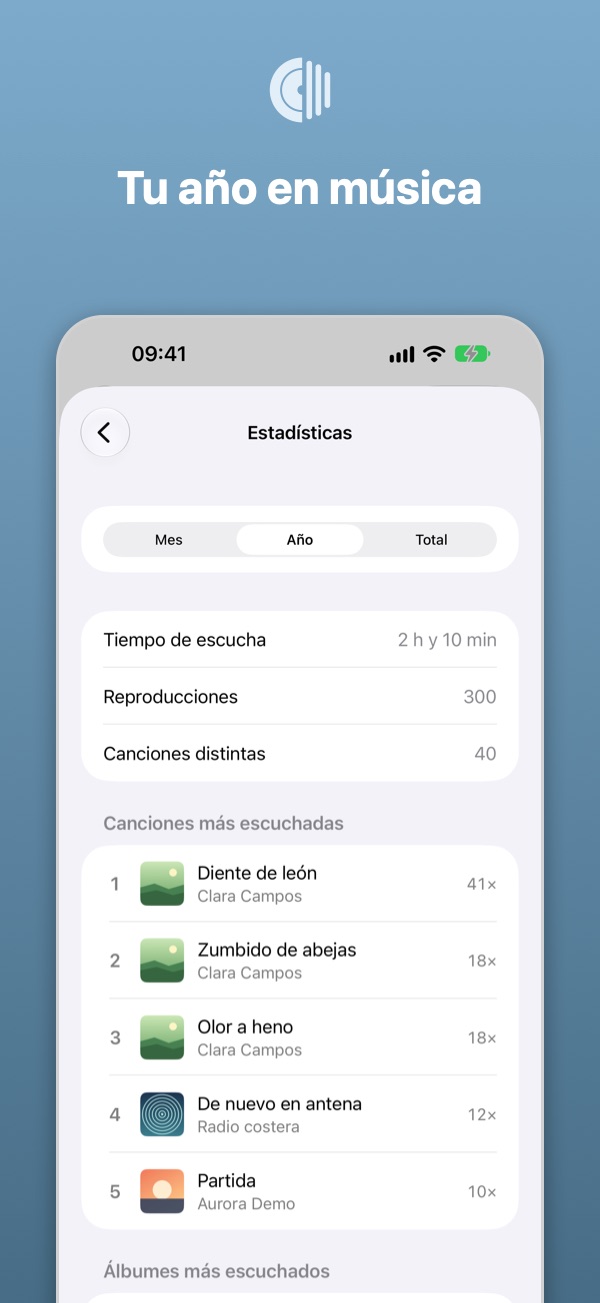 Tu año en música
09:41
Estadísticas
Mes Año Total
Tiempo de escucha 2 h y 10 min
Reproducciones 300
Canciones distintas 40
Canciones más escuchadas
1 Diente de león 41×
Clara Campos
2 Zumbido de abejas 18×
Clara Campos
3 Olor a heno 18×
Clara Campos
4 De nuevo en antena 12×
Radio costera
5 Partida 10×
Aurora Demo
Álbumes más escuchados